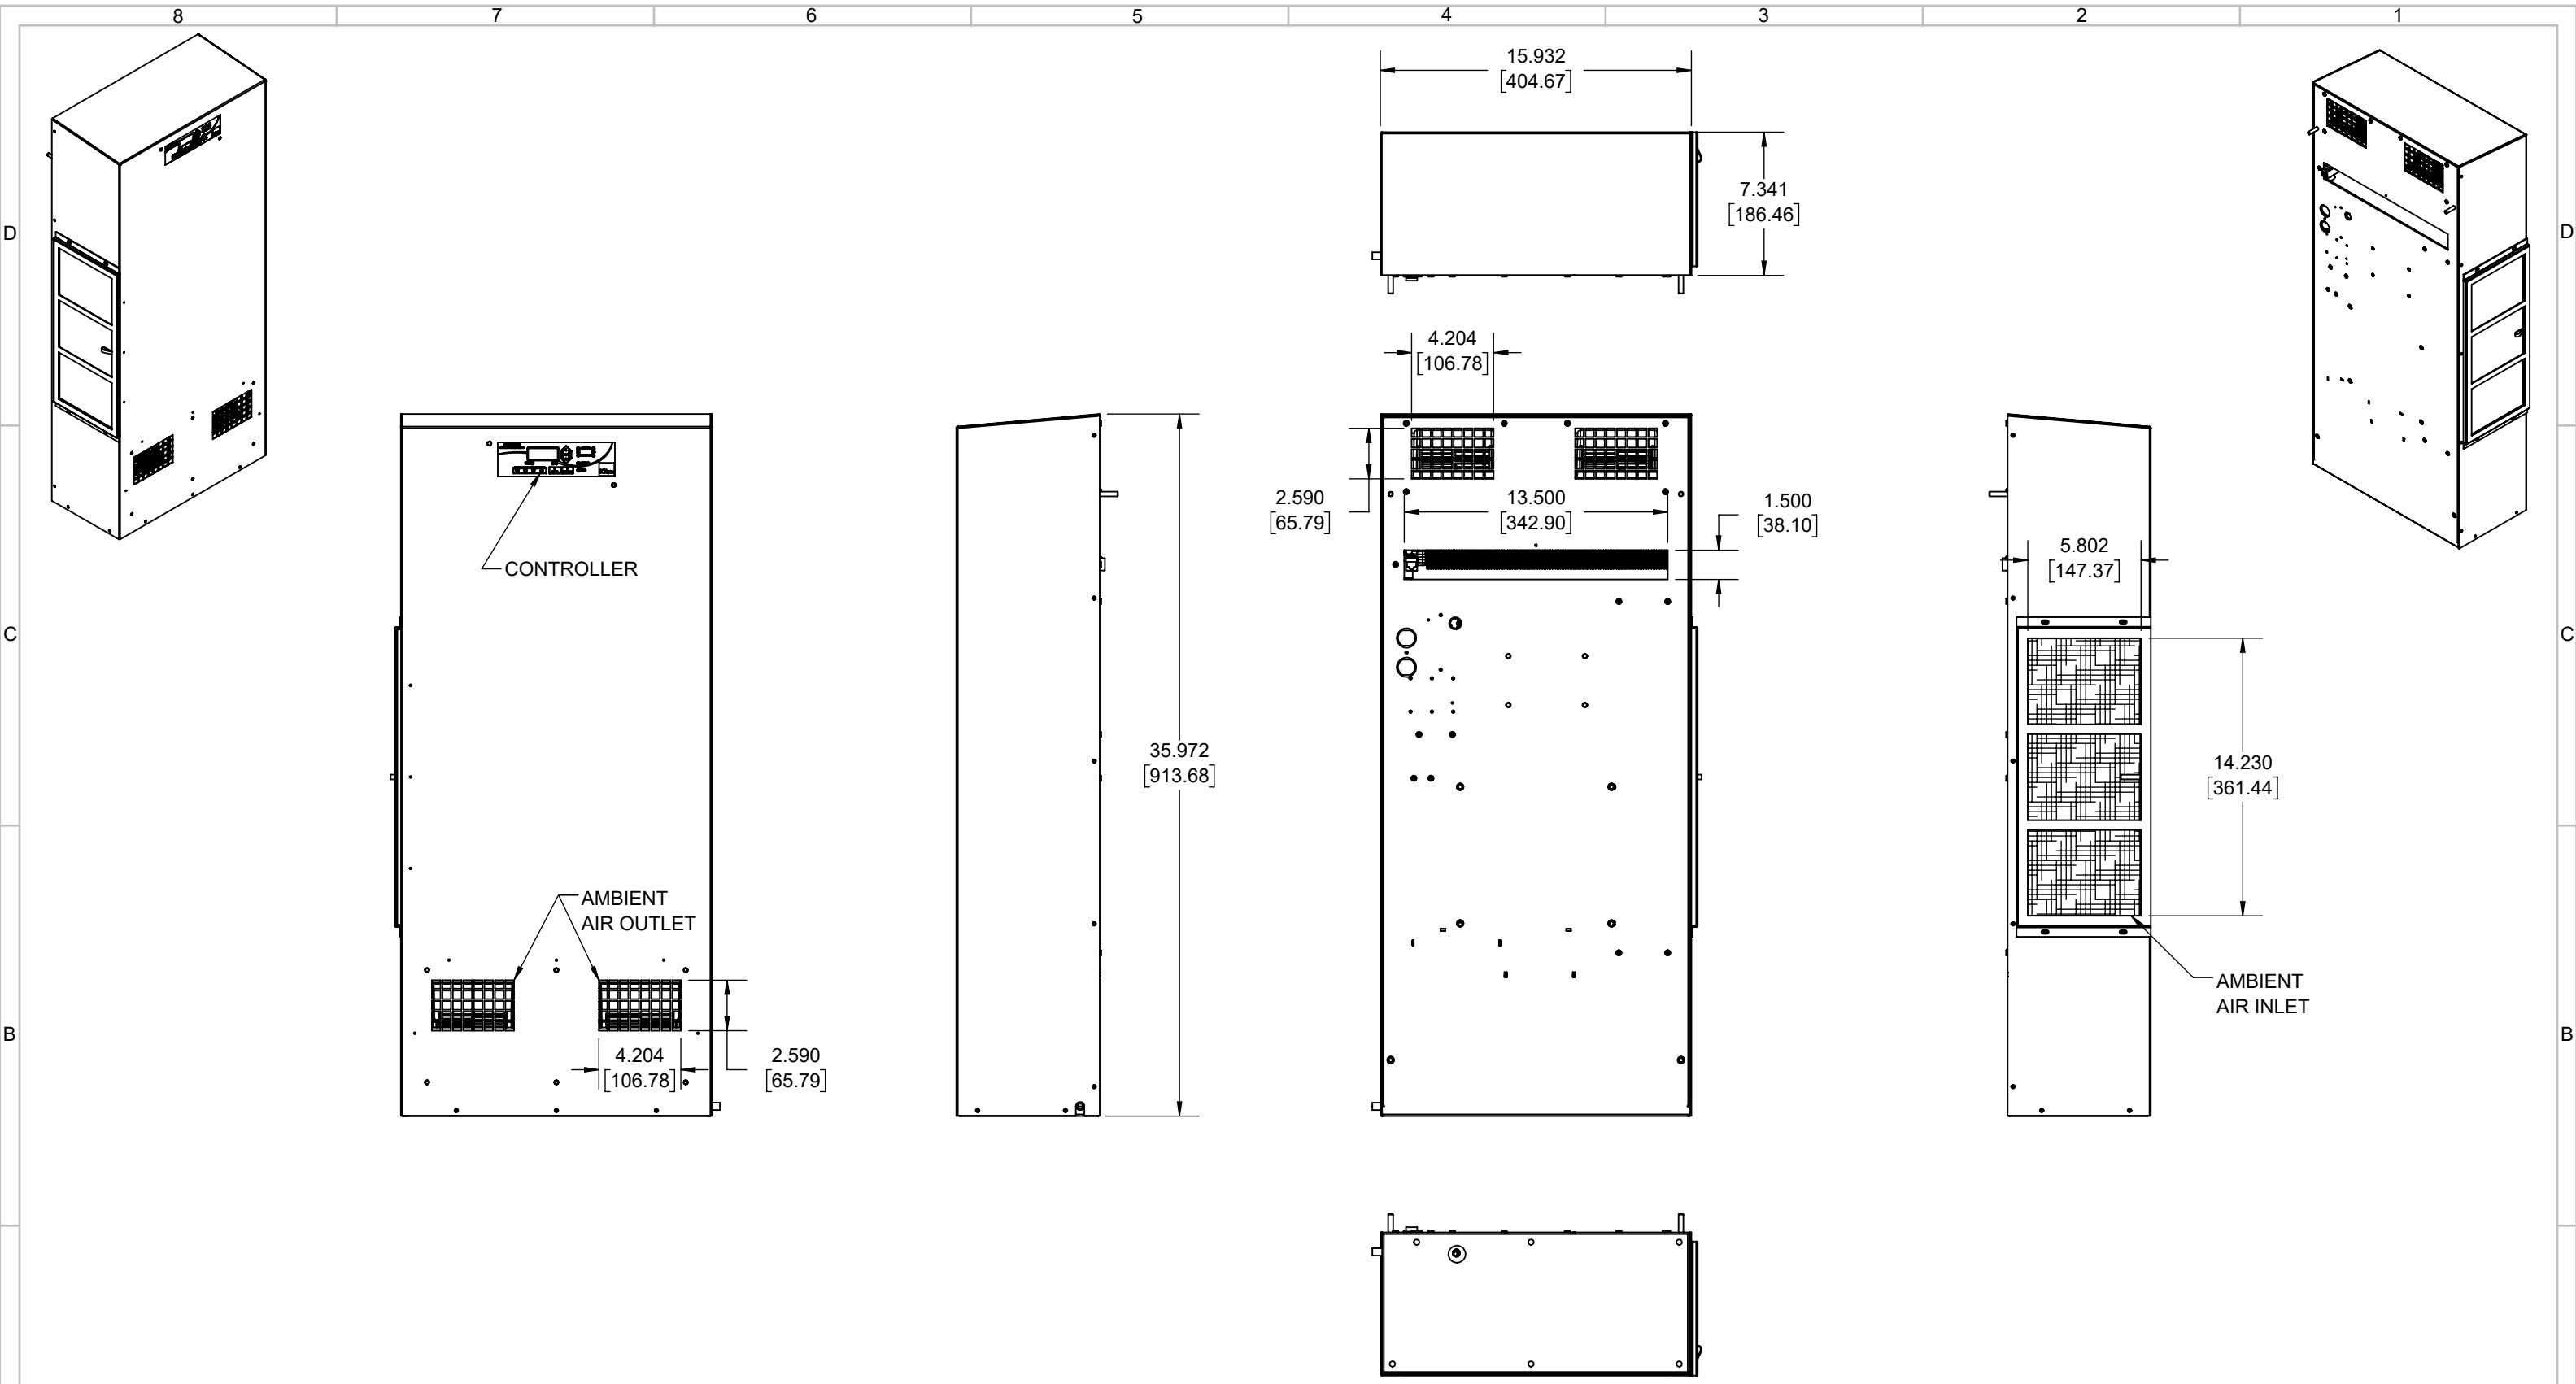 8 7 6 5 4 3 2 1
D
D
C
C
B
B
15.932
[404.67]
7.341
[186.46]
4.204
[106.78]
2.590
[65.79]
13.500
[342.90]
1.500
[38.10]
CONTROLLER
35.972
[913.68]
5.802
[147.37]
14.230
[361.44]
AMBIENT
AIR OUTLET
AMBIENT
AIR INLET
4.204
[106.78]
2.590
[65.79]